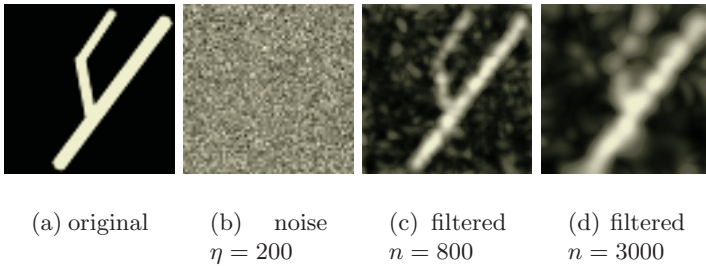 (a) original
(b) noise
η = 200
(c) filtered
n = 800
(d) filtered
n = 3000